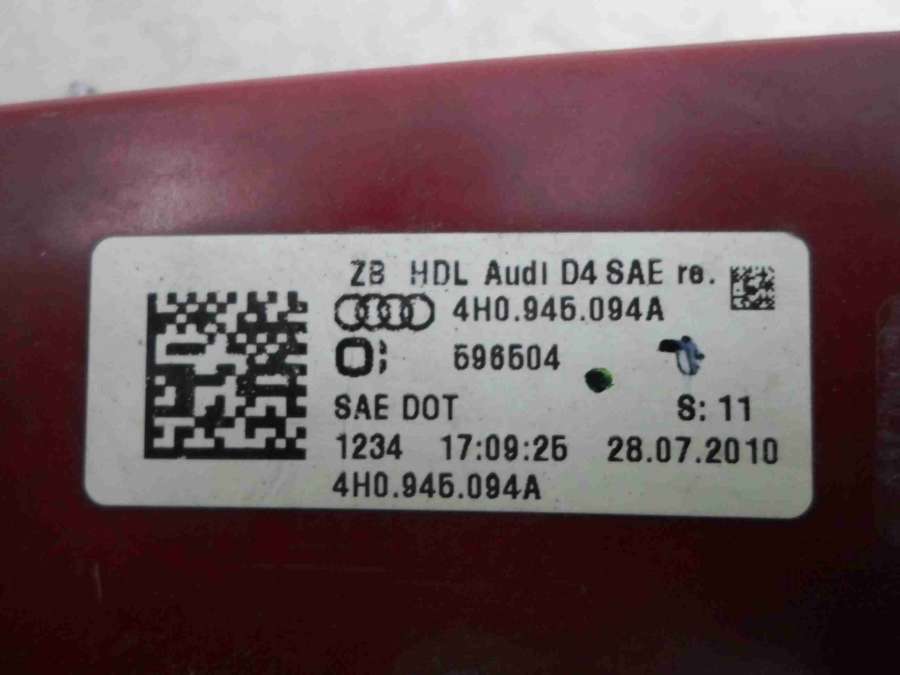 ZB HDL Audi D4 SAE re.
4H0.945.094A
596504
SAE DOT S: 11
1234 17:09:25 28.07.2010
4H0.945.094A